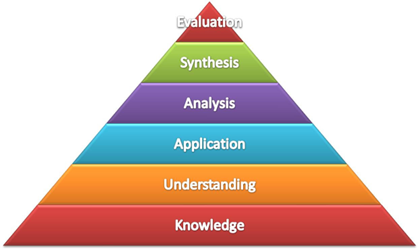 Evaluation
Synthesis
Analysis
Application
Understanding
Knowledge